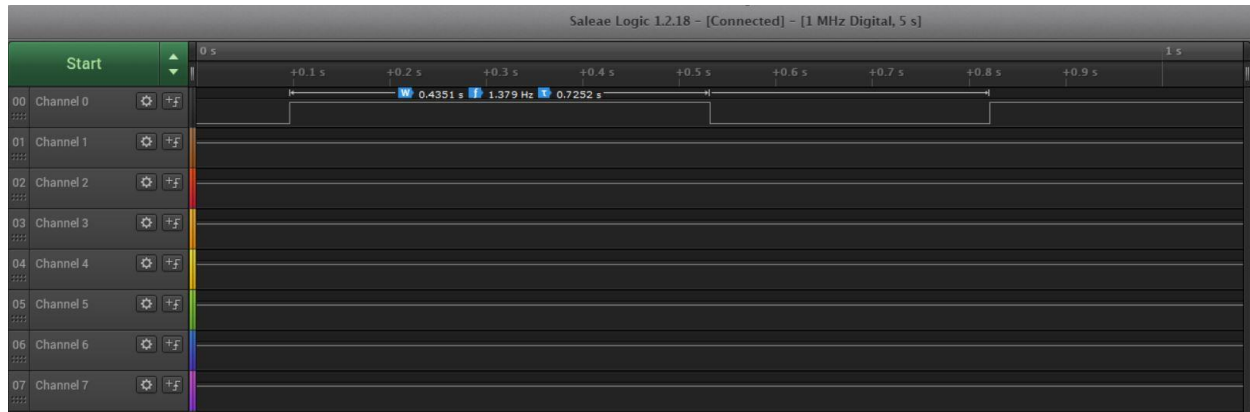 Saleae Logic 1.2.18 - [Connected] - [1 MHz Digital, 5 s]
Start
0 s 1 s
+0.1 s +0.2 s +0.3 s +0.4 s +0.5 s +0.6 s +0.7 s +0.8 s +0.9 s
00 Channel 0 W 0.4351 s f 1.379 Hz T 0.7252 s
01 Channel 1
02 Channel 2
03 Channel 3
04 Channel 4
05 Channel 5
06 Channel 6
07 Channel 7